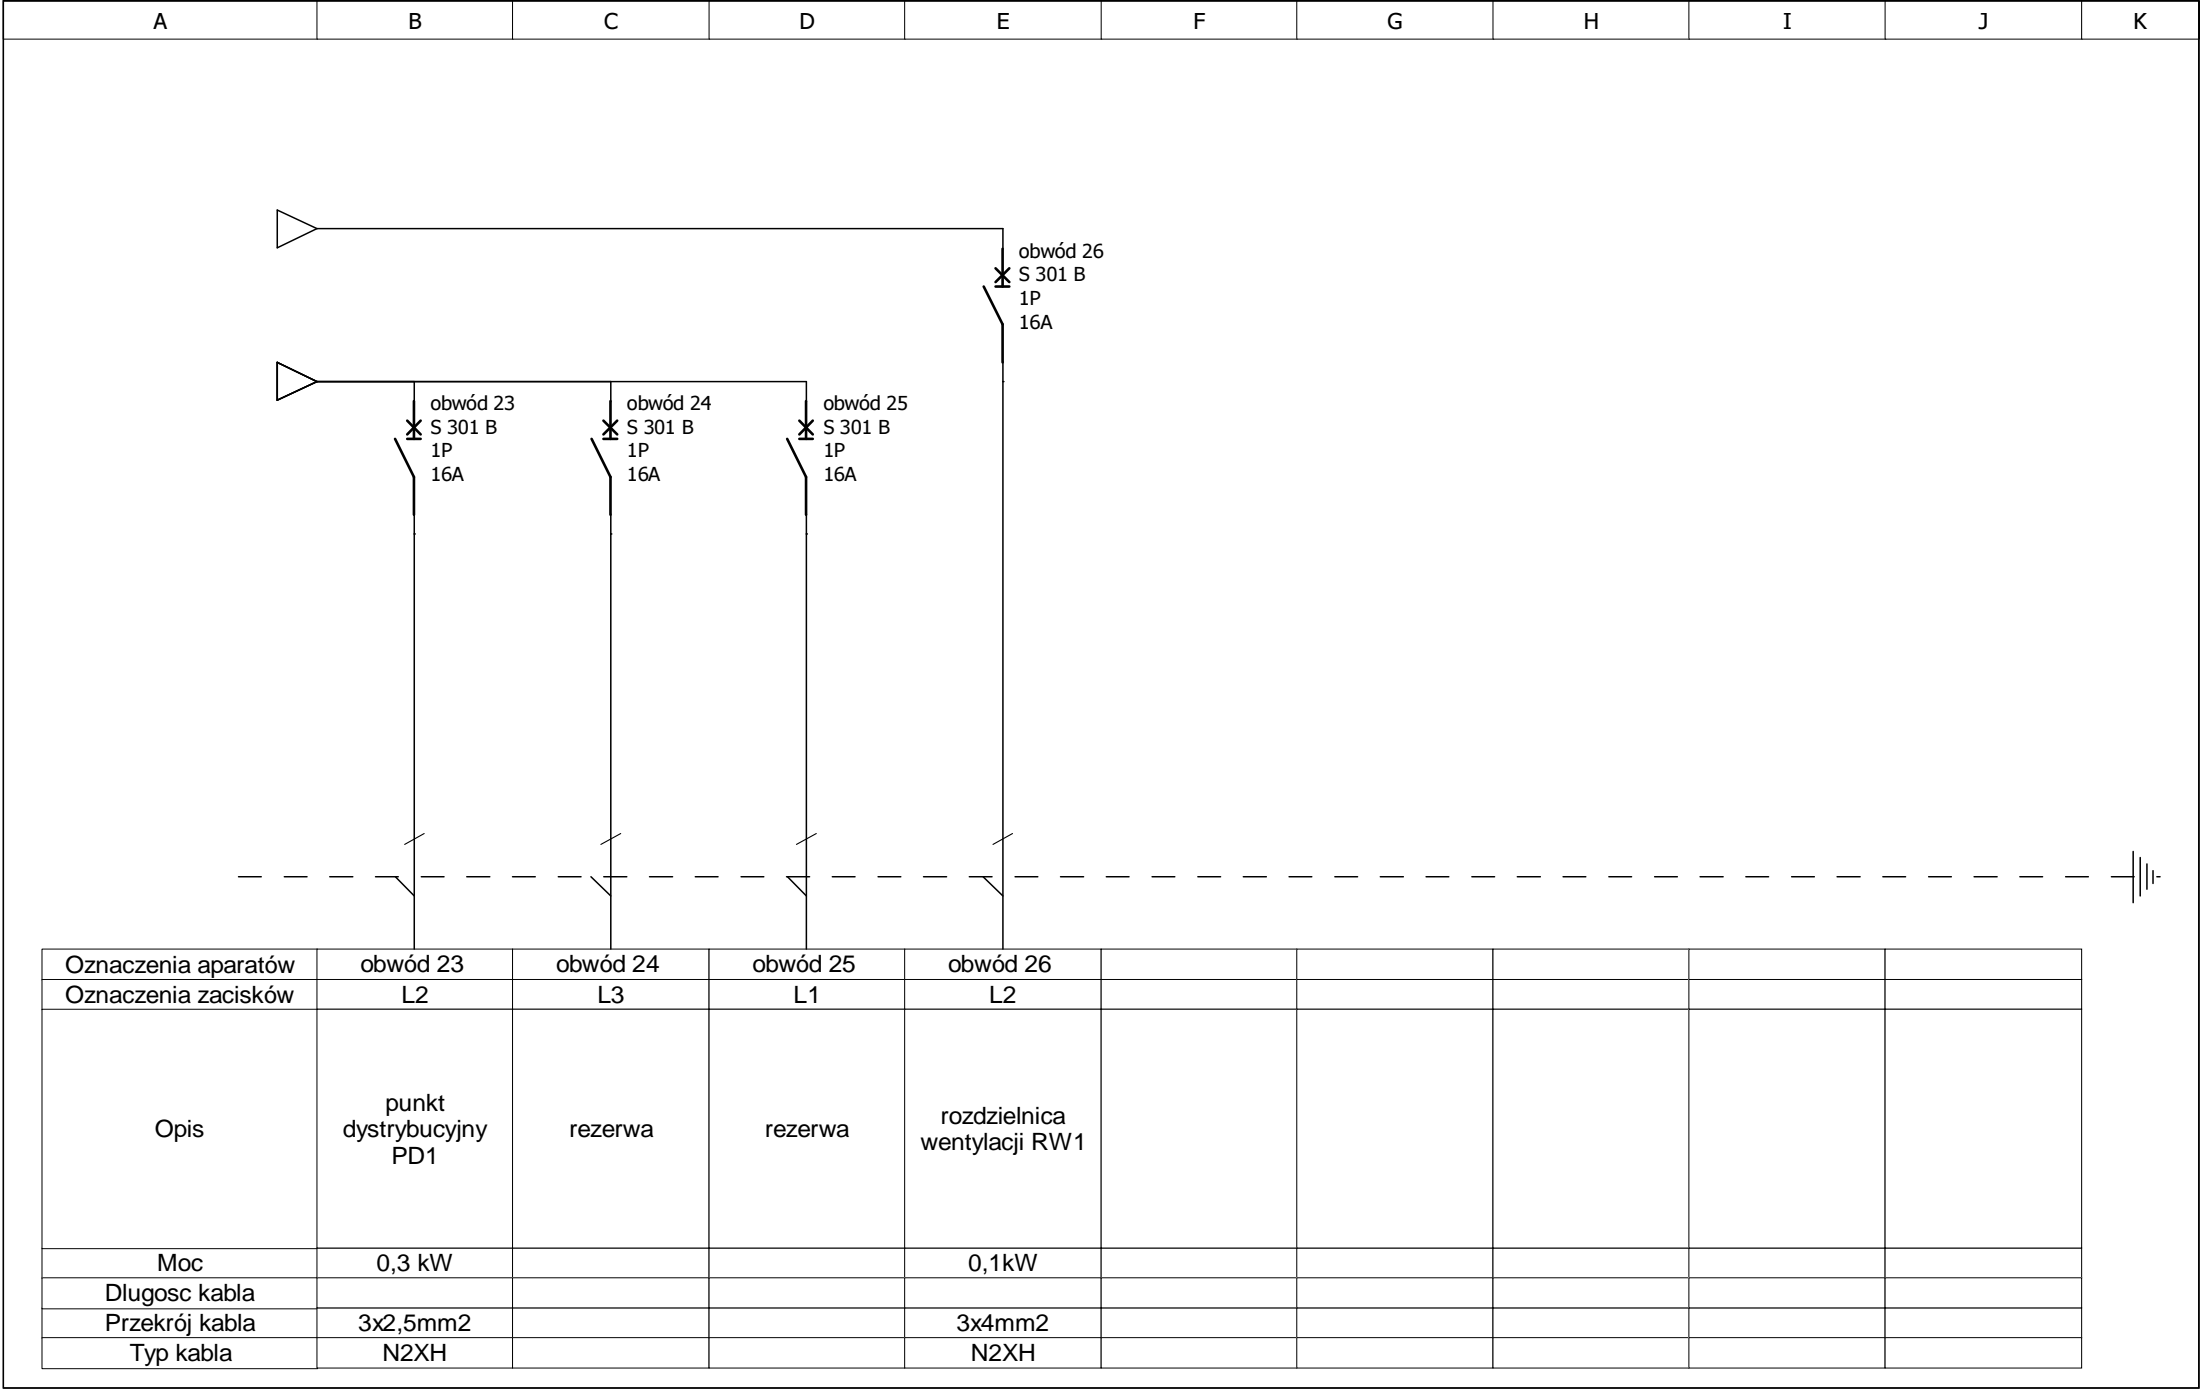 A B C D E F G H I J K
obwód 26
S 301 B
1P
16A
obwód 23
S 301 B
1P
16A
obwód 24
S 301 B
1P
16A
obwód 25
S 301 B
1P
16A
Oznaczenia aparatów obwód 23 obwód 24 obwód 25 obwód 26
Oznaczenia zacisków L2 L3 L1 L2
Opis
punkt
dystrybucyjny
PD1
rezerwa
rezerwa
rozdzielnica
wentylacji RW1
Moc 0,3 kW 0,1kW
Dlugosc kabla
Przekrój kabla 3x2,5mm2 3x4mm2
Typ kabla N2XH N2XH